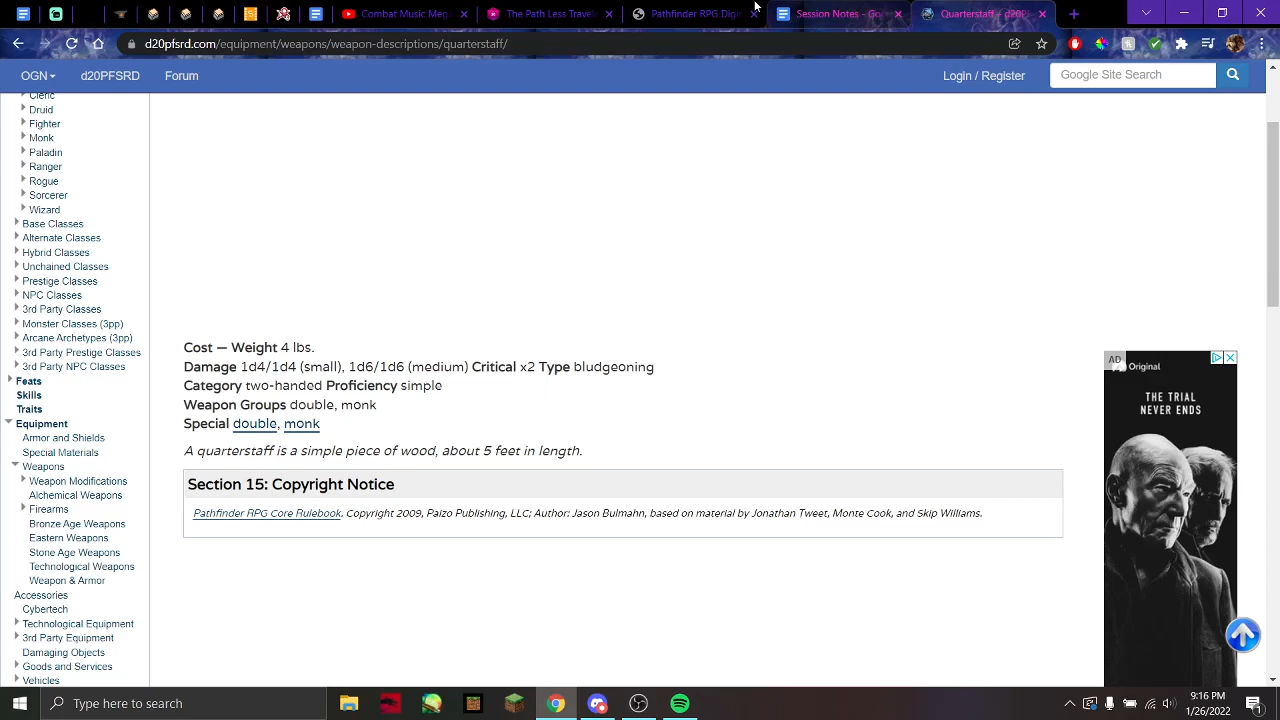 Combat Music Meg
The Path Less Travel
Pathfinder RPG Digi
Session Notes - Go
Quarterstaff – d20P
d20pfsrd.com/equipment/weapons/weapon-descriptions/quarterstaff/
OGN d20PFSRD Forum Login / Register Google Site Search
Cleric
Druid
Fighter
Monk
Paladin
Ranger
Rogue
Sorcerer
Wizard
Base Classes
Alternate Classes
Hybrid Classes
Unchained Classes
Prestige Classes
NPC Classes
3rd Party Classes
Monster Classes (3pp)
Arcane Archetypes (3pp)
3rd Party Prestige Classes
3rd Party NPC Classes
Feats
Skills
Traits
Equipment
Armor and Shields
Special Materials
Weapons
Weapon Modifications
Alchemical Weapons
Firearms
Bronze Age Weapons
Eastern Weapons
Stone Age Weapons
Technological Weapons
Weapon & Armor
Accessories
Cybertech
Technological Equipment
3rd Party Equipment
Damaging Objects
Goods and Services
Vehicles
Cost — Weight 4 lbs.
Damage 1d4/1d4 (small), 1d6/1d6 (medium) Critical x2 Type bludgeoning
Category two-handed Proficiency simple
Weapon Groups double, monk
Special double, monk
A quarterstaff is a simple piece of wood, about 5 feet in length.
Section 15: Copyright Notice
Pathfinder RPG Core Rulebook. Copyright 2009, Paizo Publishing, LLC; Author: Jason Bulmahn, based on material by Jonathan Tweet, Monte Cook, and Skip Williams.
AD
Original
THE TRIAL
NEVER ENDS
Type here to search
9:16 PM
1/26/2022